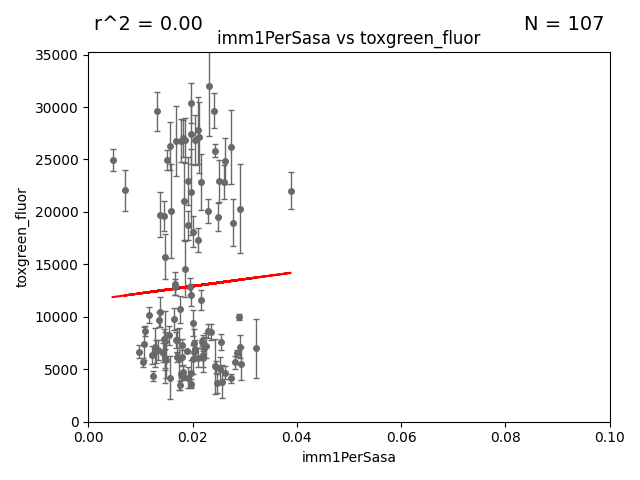 r^2 = 0.00
N = 107
imm1PerSasa vs toxgreen_fluor
toxgreen_fluor
35000
30000
25000
20000
15000
10000
5000
0
0.00
0.02
0.04
0.06
0.08
0.10
imm1PerSasa